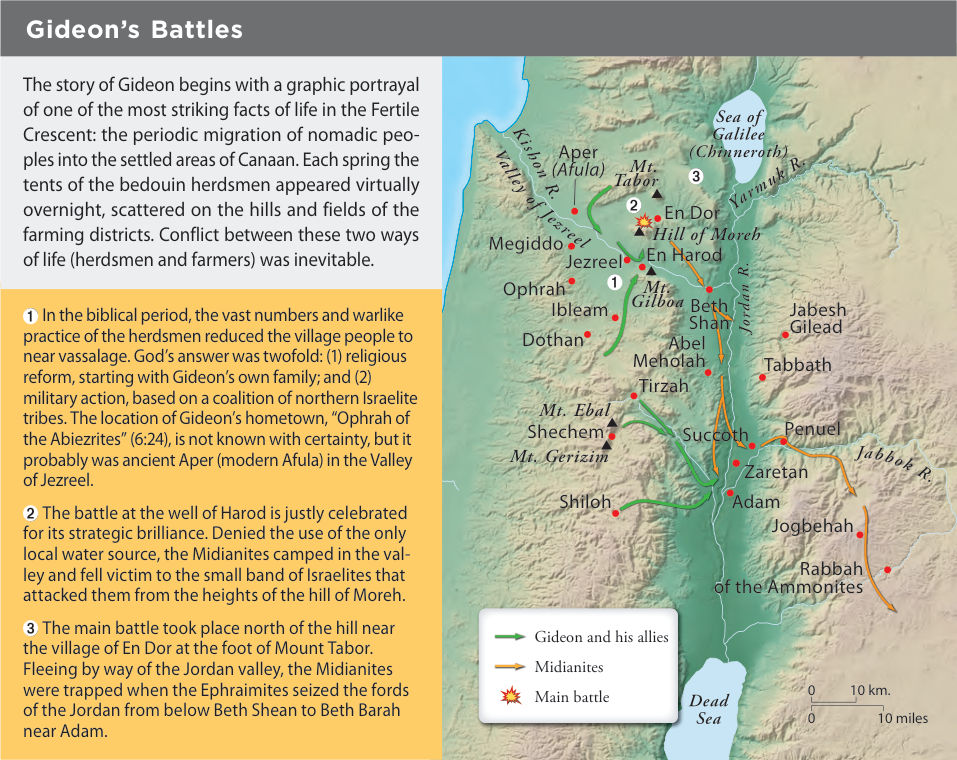 Gideon's Battles
The story of Gideon begins with a graphic portrayal
of one of the most striking facts of life in the Fertile
Crescent: the periodic migration of nomadic peo-
ples into the settled areas of Canaan. Each spring the
tents of the bedouin herdsmen appeared virtually
overnight, scattered on the hills and fields of the
farming districts. Conflict between these two ways
of life (herdsmen and farmers) was inevitable.
1 In the biblical period, the vast numbers and warlike
practice of the herdsmen reduced the village people to
near vassalage. God's answer was twofold: (1) religious
reform, starting with Gideon's own family; and (2)
military action, based on a coalition of northern Israelite
tribes. The location of Gideon's hometown, “Ophrah of
the Abiezrites” (6:24), is not known with certainty, but it
probably was ancient Aper (modern Afula) in the Valley
of Jezreel.
2 The battle at the well of Harod is justly celebrated
for its strategic brilliance. Denied the use of the only
local water source, the Midianites camped in the val-
ley and fell victim to the small band of Israelites that
attacked them from the heights of the hill of Moreh.
3 The main battle took place north of the hill near
the village of En Dor at the foot of Mount Tabor.
Fleeing by way of the Jordan valley, the Midianites
were trapped when the Ephraimites seized the fords
of the Jordan from below Beth Shean to Beth Barah
near Adam.
Sea of
Galilee
(Chinneroth)
Kishon R.
Valley of Jezreel
Aper
(Afula)
Mt.
Tabor
3
Yarmuk R.
2
En Dor
Hill of Moreh
Megiddo
Jezreel
En Harod
1
Mt.
Gilboa
Ophrah
Jordan R.
Ibleam
Beth
Shan
Jabesh
Gilead
Dothan
Abel
Meholah
Tabbath
Tirzah
Mt. Ebal
Shechem
Succoth
Penuel
Mt. Gerizim
Jabbok R.
Zaretan
Shiloh
Adam
Jogbehah
Rabbah
of the Ammonites
Gideon and his allies
Midianites
Main battle
Dead
Sea
0 10 km.
0 10 miles